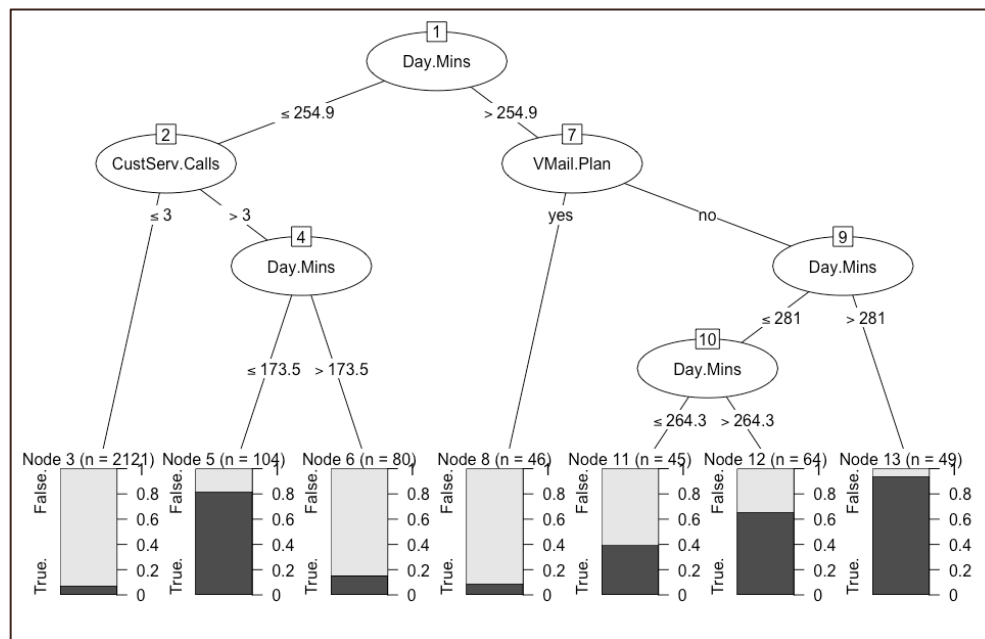 1
Day.Mins
≤ 254.9 > 254.9
2 7
CustServ.Calls VMail.Plan
≤ 3 > 3 yes no
4 9
Day.Mins Day.Mins
≤ 281 > 281
10
Day.Mins
≤ 173.5 > 173.5
≤ 264.3 > 264.3
Node 3 (n = 2121) Node 5 (n = 104) Node 6 (n = 80) Node 8 (n = 46) Node 11 (n = 45) Node 12 (n = 64) Node 13 (n = 49)
False. 1 False. 1 False. 1 False. 1 False. 1 False. 1 False. 1
0.8 0.8 0.8 0.8 0.8 0.8 0.8
0.6 0.6 0.6 0.6 0.6 0.6 0.6
0.4 0.4 0.4 0.4 0.4 0.4 0.4
True. 0.2 True. 0.2 True. 0.2 True. 0.2 True. 0.2 True. 0.2 True. 0.2
0 0 0 0 0 0 0